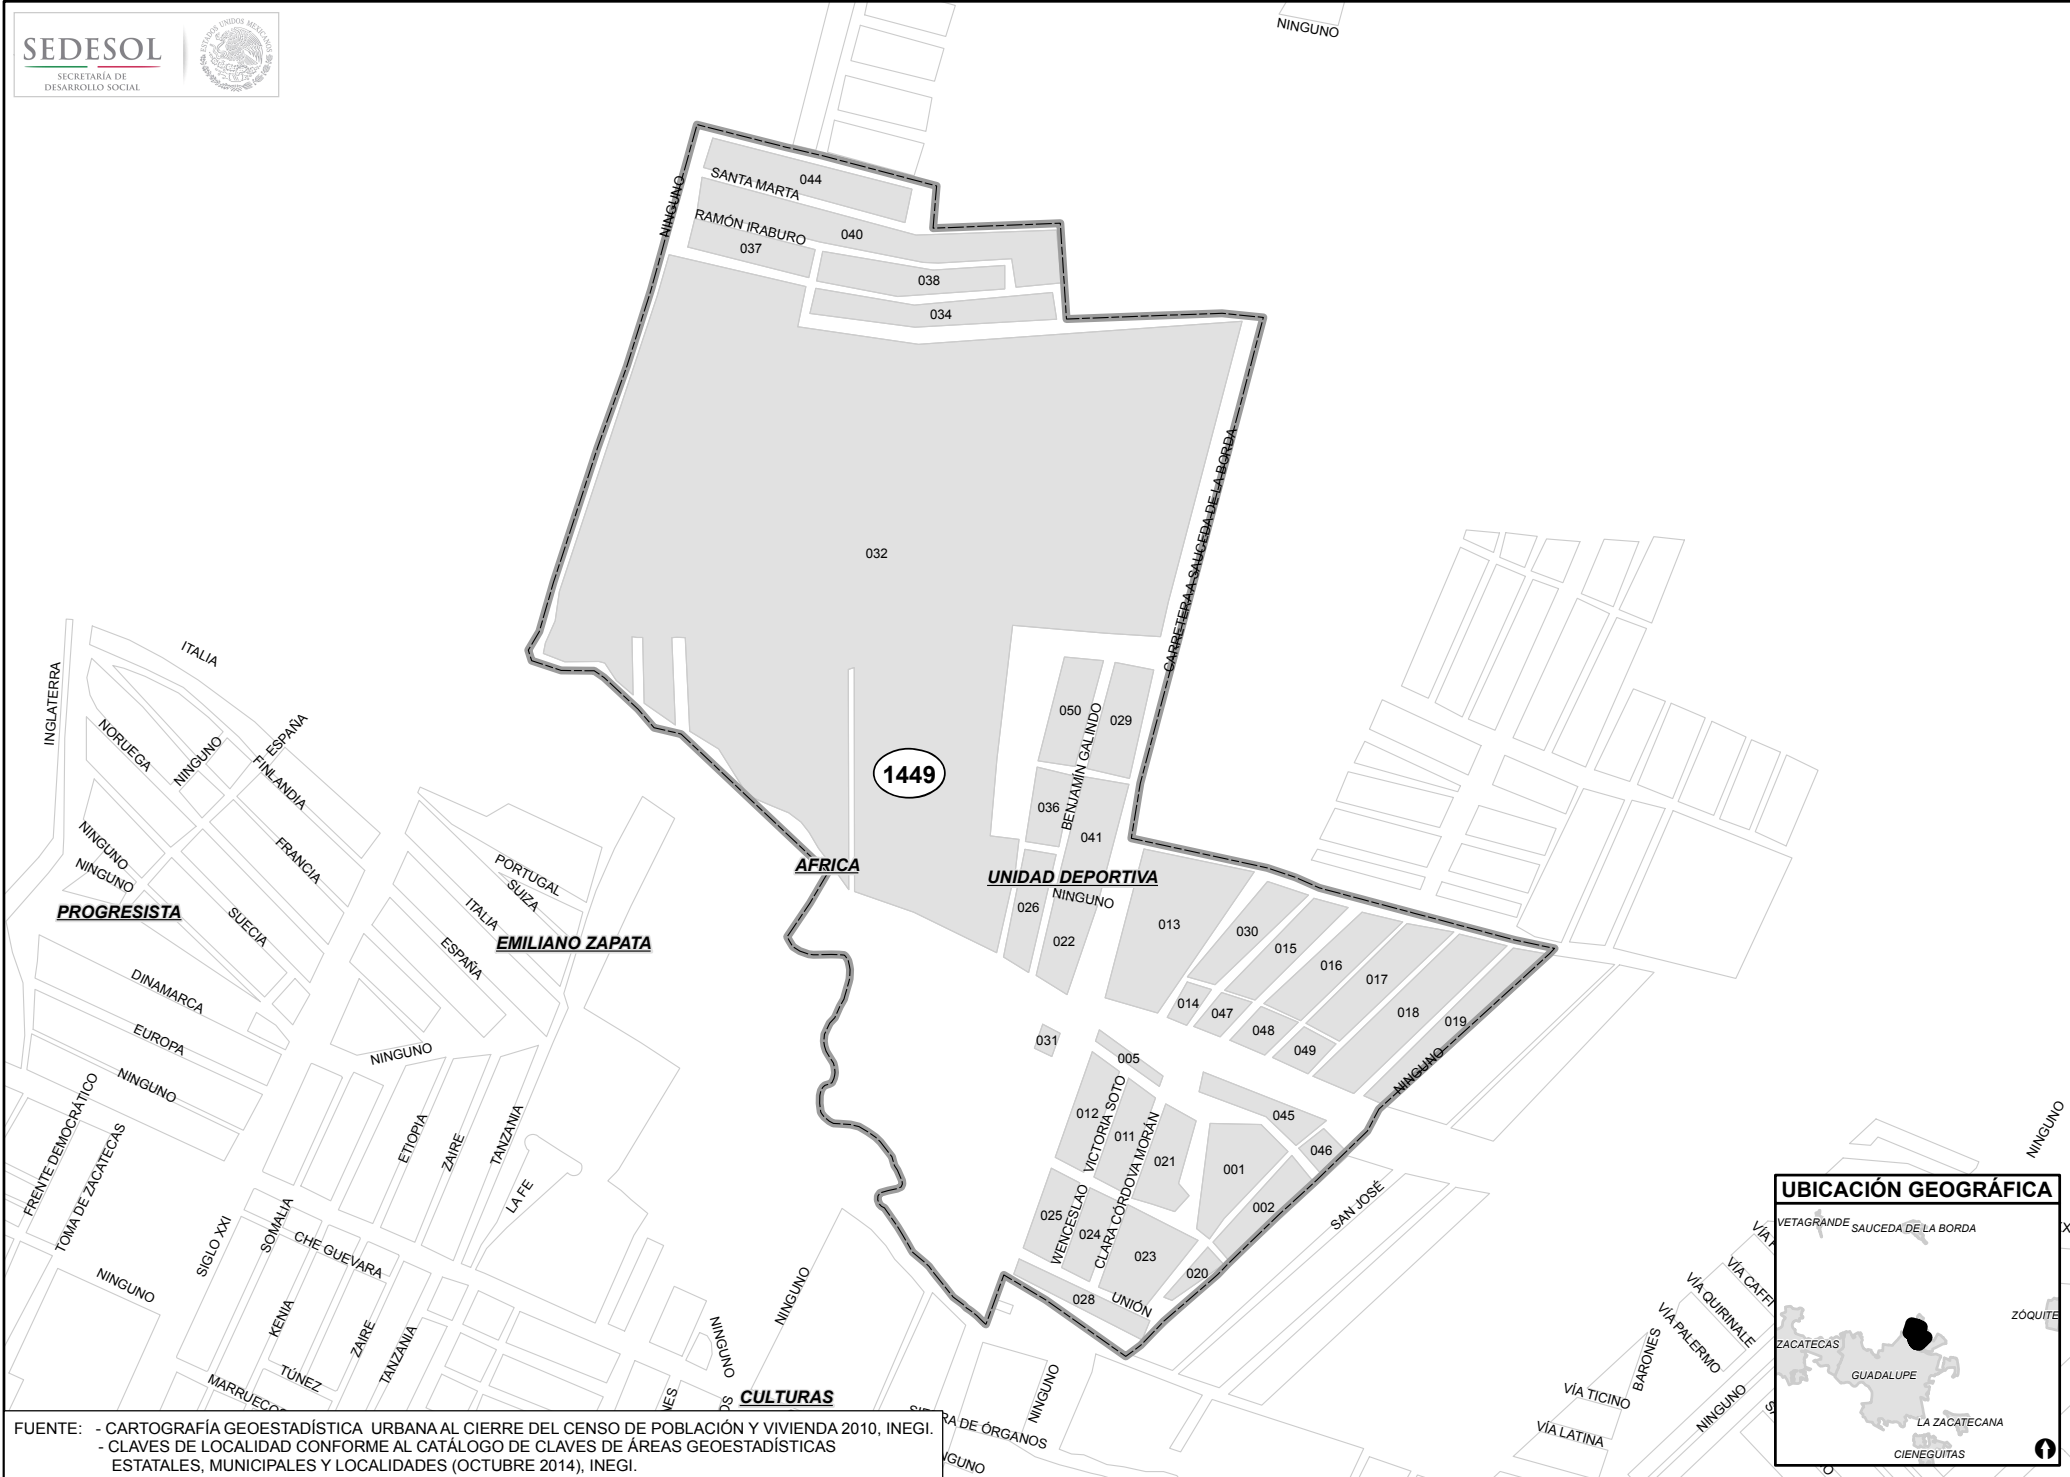 SEDESOL
SECRETARÍA DE
DESARROLLO SOCIAL
ESTADOS UNIDOS MEXICANOS
NINGUNO
044
SANTA MARTA
NINGUNO
RAMÓN IRABURO
040
037
038
034
032
CARRETERA A SAUCEDA DE LA BORDA
050
029
BENJAMÍN GALINDO
036
041
1449
AFRICA
UNIDAD DEPORTIVA
NINGUNO
026
022
013
030
015
016
017
018
019
014
047
048
049
NINGUNO
031
005
012
WENCESLAO VICTORIA SOTO
011
CLARA CÓRDOVA MORÁN
021
045
046
001
002
025
024
023
020
028
UNIÓN
SAN JOSÉ
ITALIA
INGLATERRA
ESPAÑA
NORUEGA
NINGUNO
FINLANDIA
NINGUNO
NINGUNO
FRANCIA
PORTUGAL
SUIZA
PROGRESISTA
SUECIA
ITALIA
EMILIANO ZAPATA
ESPAÑA
DINAMARCA
EUROPA
NINGUNO
NINGUNO
FRENTE DEMOCRÁTICO
TOMA DE ZACATECAS
ETIOPIA
ZAIRE
TANZANIA
LA FE
SIGLO XXI
SOMALIA
CHE GUEVARA
NINGUNO
KENIA
ZAIRE
TANZANIA
TÚNEZ
NINGUNO
NINGUNO
CULTURAS
NINGUNO
DE ÓRGANOS
NINGUNO
VÍA CAFFI
VÍA QUIRINALE
VÍA PALERMO
BARONES
VÍA TICINO
VÍA LATINA
NINGUNO
UBICACIÓN GEOGRÁFICA
VETAGRANDE
SAUCEDA DE LA BORDA
ZÓQUITE
ZACATECAS
GUADALUPE
LA ZACATECANA
CIENEGUITAS
FUENTE: - CARTOGRAFÍA GEOESTADÍSTICA URBANA AL CIERRE DEL CENSO DE POBLACIÓN Y VIVIENDA 2010, INEGI.
- CLAVES DE LOCALIDAD CONFORME AL CATÁLOGO DE CLAVES DE ÁREAS GEOESTADÍSTICAS
ESTATALES, MUNICIPALES Y LOCALIDADES (OCTUBRE 2014), INEGI.